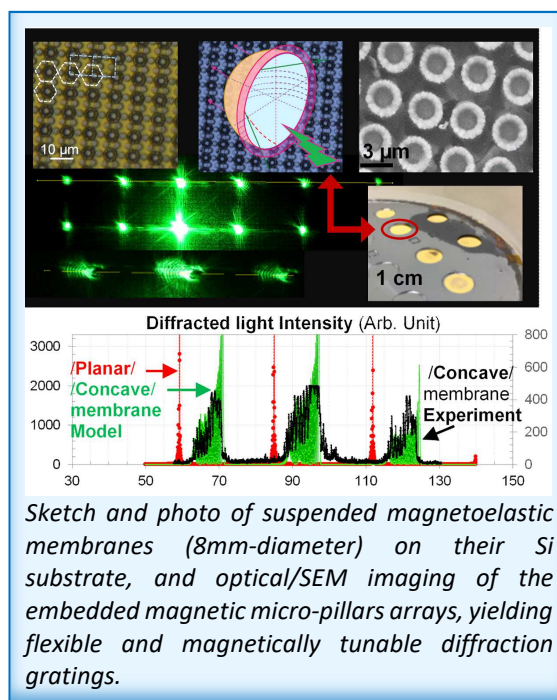 10 µm
3 µm
1 cm
Diffracted light Intensity (Arb. Unit)
3300
2000
1000
0
/Planar/
/Concave/
membrane
Model
/Concave/
membrane
Experiment
800
600
400
200
0
30 50 70 90 110 130 150
Sketch and photo of suspended magnetoelastic
membranes (8mm-diameter) on their Si
substrate, and optical/SEM imaging of the
embedded magnetic micro-pillars arrays, yielding
flexible and magnetically tunable diffraction
gratings.